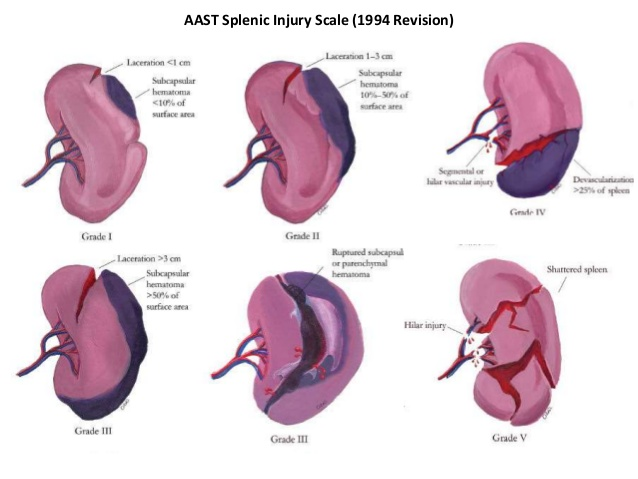 AAST Splenic Injury Scale (1994 Revision)
Laceration <1 cm
Subcapsular
hematoma
<10% of
surface area
Grade I
Laceration 1–3 cm
Subcapsular
hematoma
10%–50% of
surface area
Grade II
Segmental or
hilar vascular injury
Devascularization
>25% of spleen
Grade IV
Laceration >3 cm
Subcapsular
hematoma
>50% of
surface area
Grade III
Ruptured subcapsul
or parenchymal
hematoma
Grade III
Shattered spleen
Hilar injury
Grade V